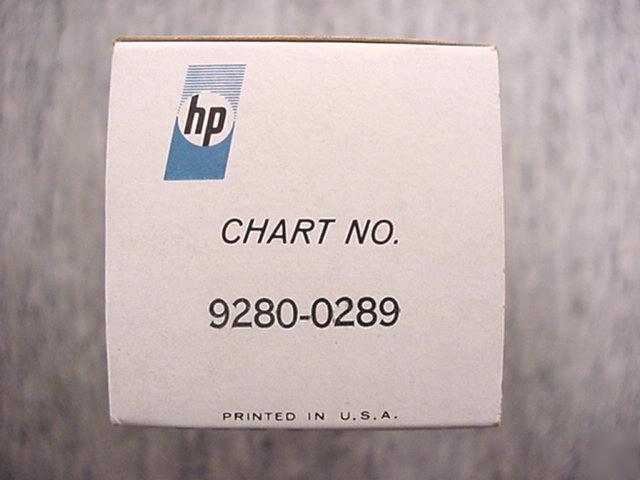 hp
CHART NO.
9280-0289
PRINTED IN U.S.A.